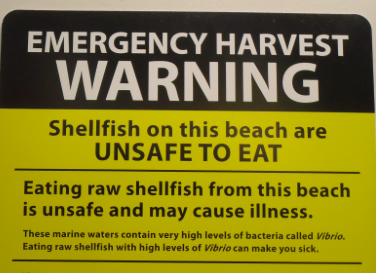 EMERGENCY HARVEST
WARNING
Shellfish on this beach are
UNSAFE TO EAT
Eating raw shellfish from this beach
is unsafe and may cause illness.
These marine waters contain very high levels of bacteria called Vibrio.
Eating raw shellfish with high levels of Vibrio can make you sick.